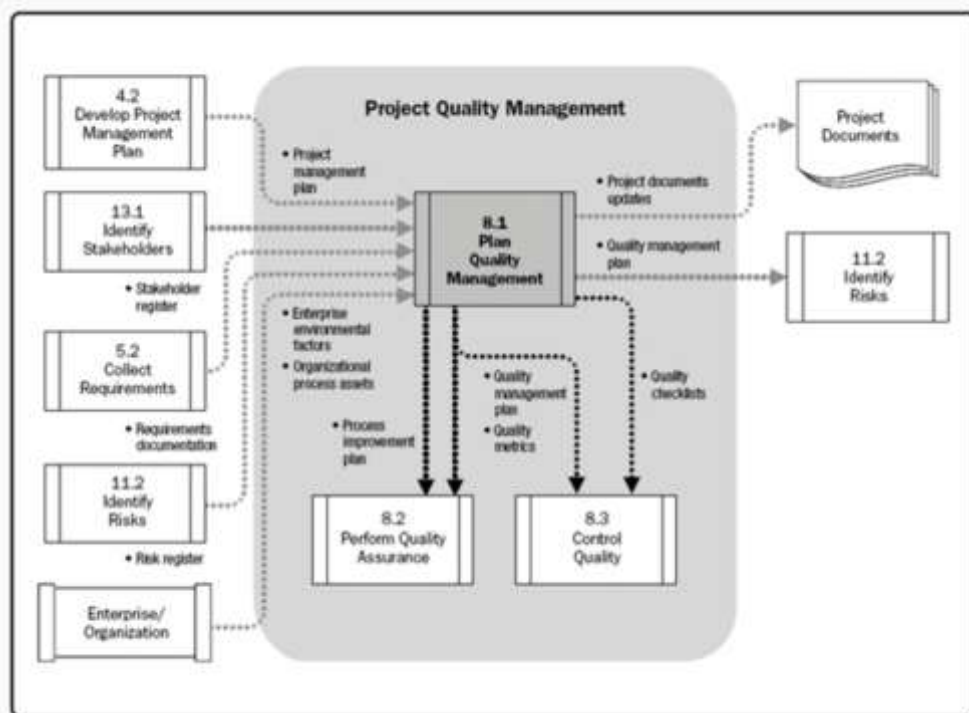 Project Quality Management
4.2
Develop Project
Management
Plan
• Project
management
plan
13.1
Identify
Stakeholders
• Stakeholder
register
5.2
Collect
Requirements
• Requirements
documentation
11.2
Identify
Risks
• Risk register
Enterprise/
Organization
• Enterprise
environmental
factors
• Organizational
process assets
8.1
Plan
Quality
Management
• Project documents
updates
Project
Documents
• Quality management
plan
11.2
Identify
Risks
• Process
improvement
plan
• Quality
management
plan
• Quality
metrics
• Quality
checklists
8.2
Perform Quality
Assurance
8.3
Control
Quality